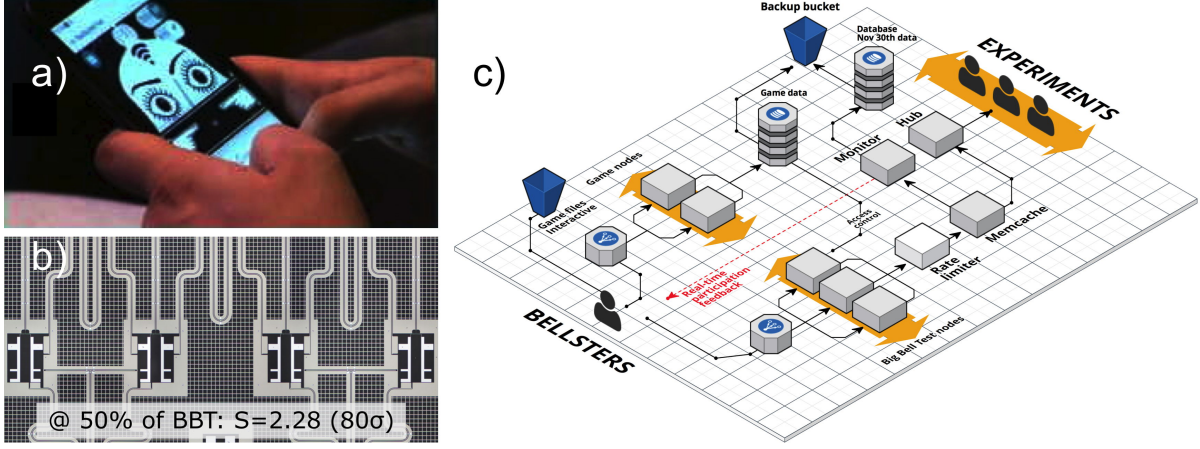 a)
b)
@ 50% of BBT: S=2.28 (80σ)
c)
Backup bucket
Database
Nov 30th data
EXPERIMENTS
Game data
Hub
Monitor
Game nodes
Game files
Interactive
Access
control
Memcache
Rate
limiter
Real-time
participation
feedback
BELLSTERS
Big Bell Test nodes